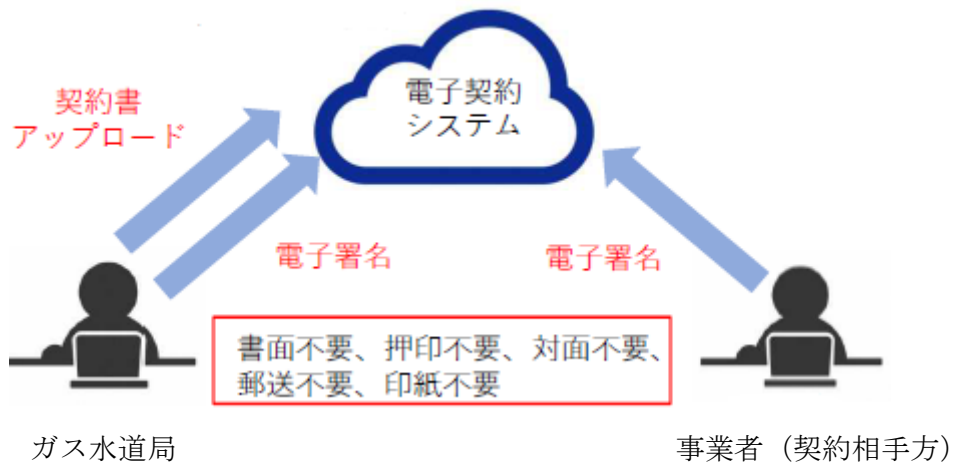 契約書
アップロード
電子契約
システム
電子署名
電子署名
書面不要、押印不要、対面不要、
郵送不要、印紙不要
ガス水道局
事業者（契約相手方）